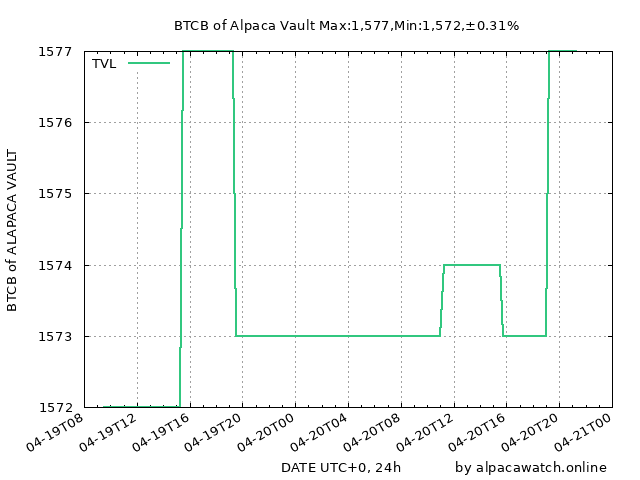 BTCB of Alpaca Vault Max:1,577,Min:1,572,±0.31%
TVL
BTCB of ALAPACA VAULT
1577
1576
1575
1574
1573
1572
04-19T08
04-19T12
04-19T16
04-19T20
04-20T00
04-20T04
04-20T08
04-20T12
04-20T16
04-20T20
04-21T00
DATE UTC+0, 24h
by alpacawatch.online